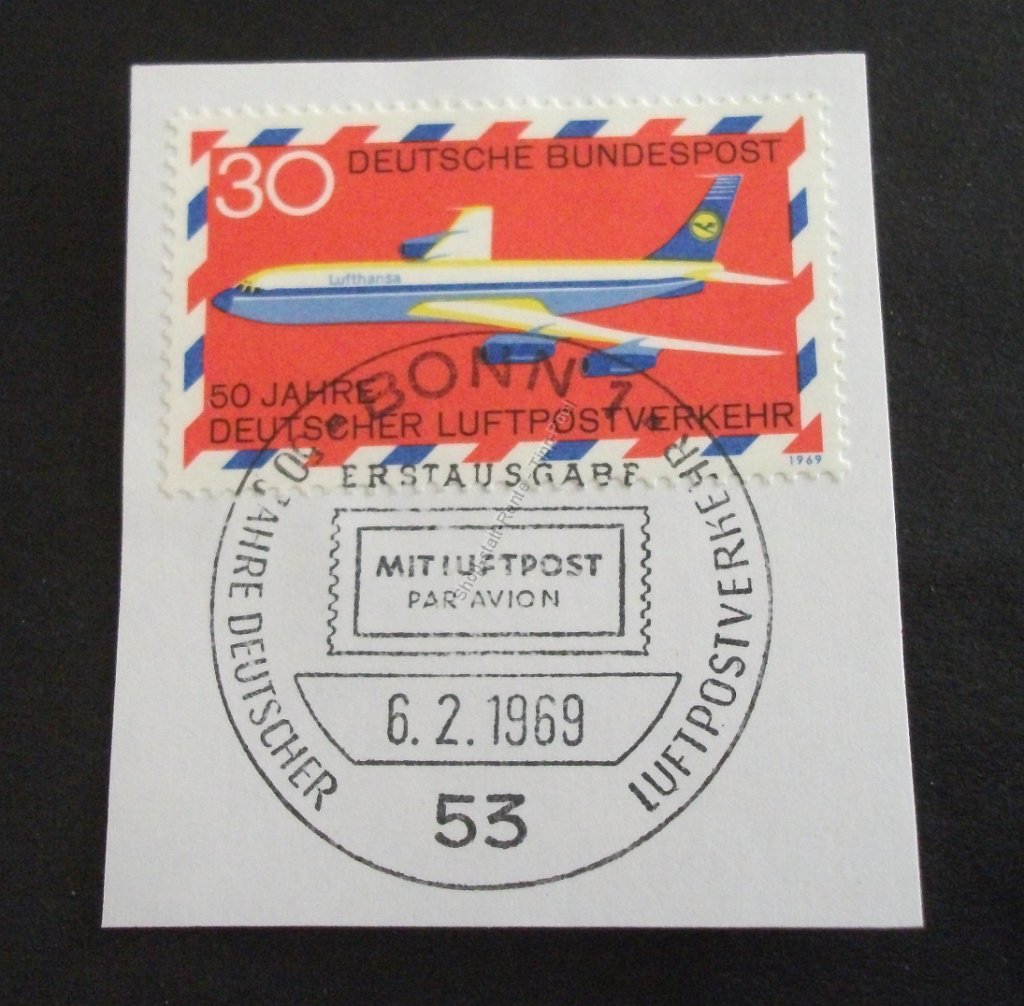 30
DEUTSCHE BUNDESPOST
Lufthansa
50 JAHRE
DEUTSCHER LUFTPOSTVERKEHR
1969
BONN 7
ERSTAUSGABE
MIT LUFTPOST
PAR AVION
50 JAHRE DEUTSCHER
LUFTPOSTVERKEHR
6.2.1969
53